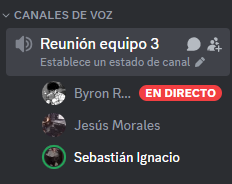 CANALES DE VOZ
Reunión equipo 3
Establece un estado de canal
Byron R... EN DIRECTO
Jesús Morales
Sebastián Ignacio